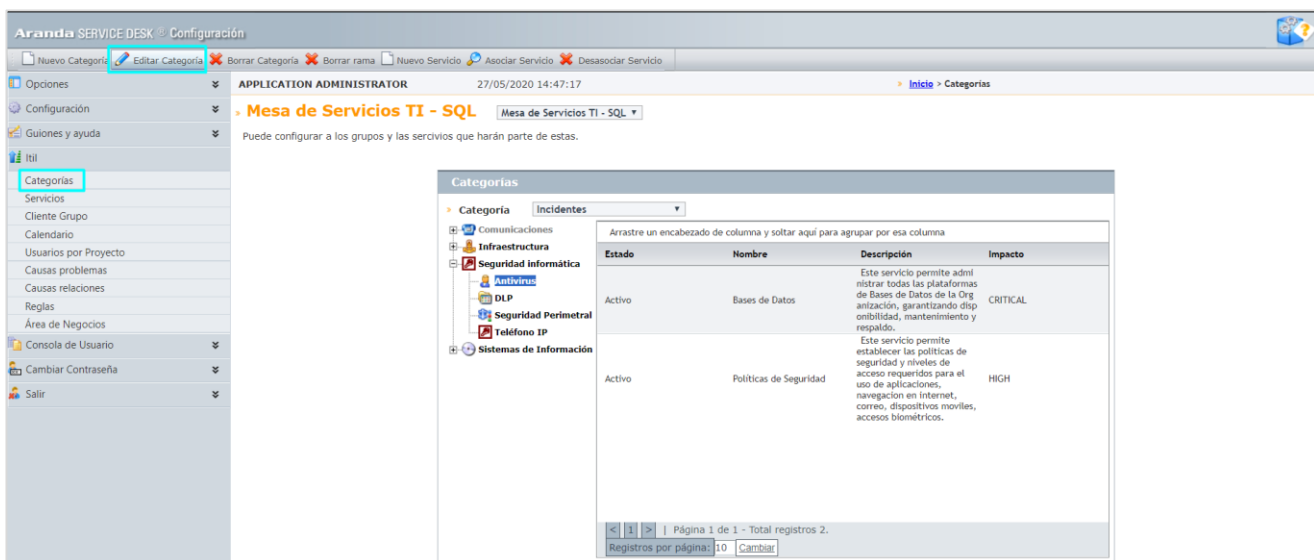 Aranda SERVICE DESK ® Configuración
Nuevo Categoría Editar Categoría Borrar Categoría Borrar rama Nuevo Servicio Asociar Servicio Desasociar Servicio
Opciones
Configuración
Guiones y ayuda
Itil
Categorías
Servicios
Cliente Grupo
Calendario
Usuarios por Proyecto
Causas problemas
Causas relaciones
Reglas
Área de Negocios
Consola de Usuario
Cambiar Contraseña
Salir
APPLICATION ADMINISTRATOR 27/05/2020 14:47:17 Inicio > Categorías
Mesa de Servicios TI - SQL Mesa de Servicios TI - SQL
Puede configurar a los grupos y las sercivios que harán parte de estas.
Categorías
Categoría Incidentes
Comunicaciones
Infraestructura
Seguridad informática
Antivirus
DLP
Seguridad Perimetral
Teléfono IP
Sistemas de Información
Arrastre un encabezado de columna y soltar aquí para agrupar por esa columna
Estado Nombre Descripción Impacto
Activo Bases de Datos
Este servicio permite admi
nistrar todas las plataformas
de Bases de Datos de la Org
anización, garantizando disp
onibilidad, mantenimiento y
respaldo.
CRITICAL
Activo Políticas de Seguridad
Este servicio permite
establecer las políticas de
seguridad y niveles de
acceso requeridos para el
uso de aplicaciones,
navegacion en internet,
correo, dispositivos moviles,
accesos biométricos.
HIGH
< 1 > | Página 1 de 1 - Total registros 2.
Registros por página: 10 Cambiar